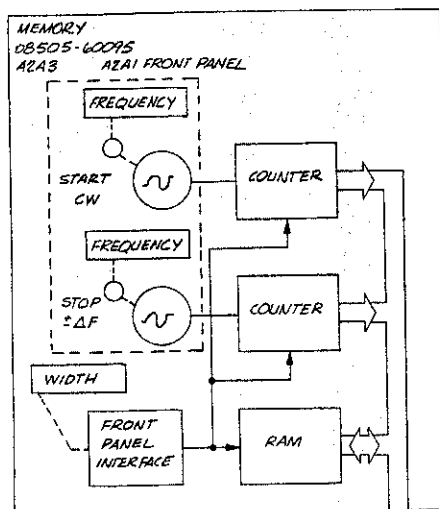 MEMORY
08505-60095
A2A3 A2A1 FRONT PANEL
FREQUENCY
START
CW
COUNTER
FREQUENCY
STOP
±ΔF
COUNTER
WIDTH
FRONT
PANEL
INTERFACE
RAM